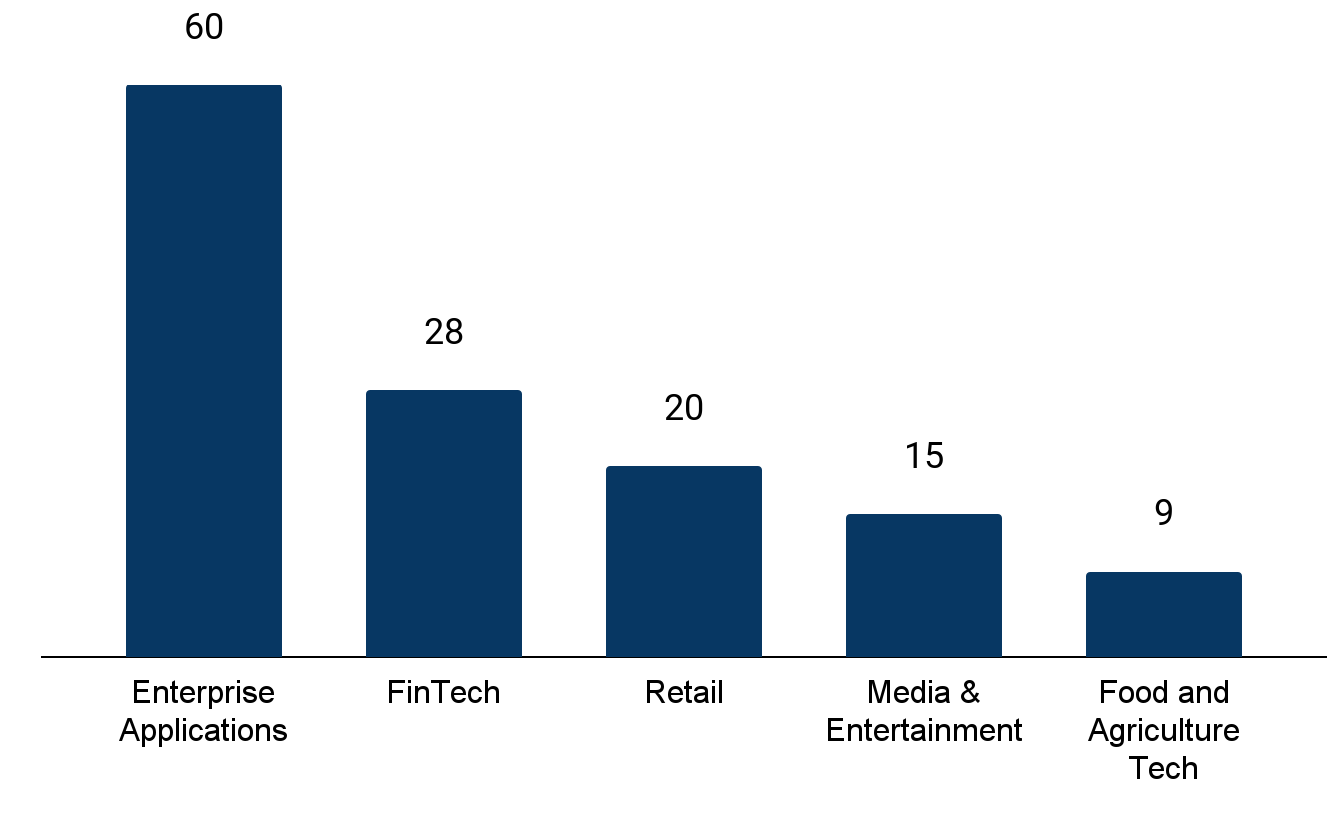 60
28
20
15
9
Enterprise
Applications
FinTech
Retail
Media &
Entertainment
Food and
Agriculture
Tech